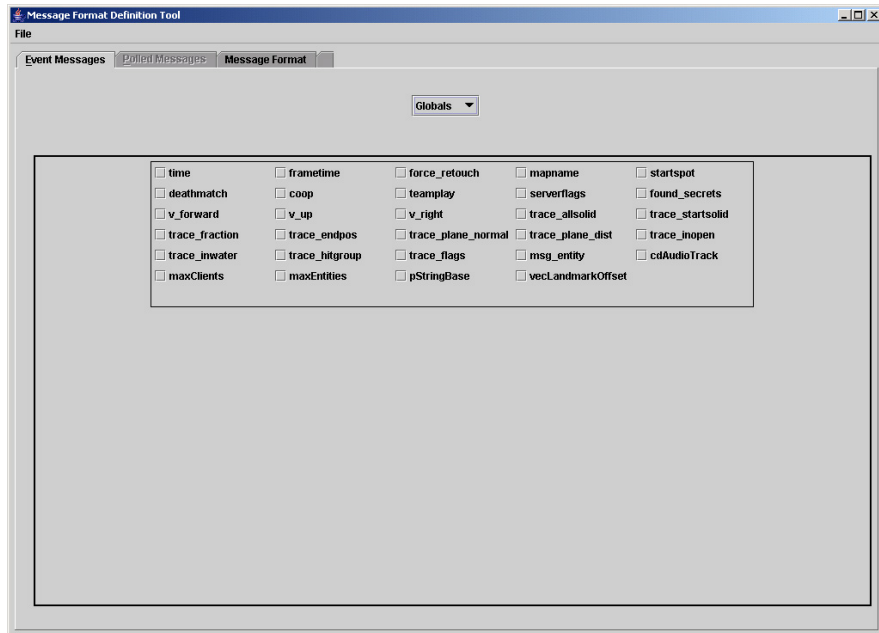 Message Format Definition Tool
File
Event Messages Polled Messages Message Format
Globals
time frametime force_retouch mapname startspot
deathmatch coop teamplay serverflags found_secrets
v_forward v_up v_right trace_allsolid trace_startsolid
trace_fraction trace_endpos trace_plane_normal trace_plane_dist trace_inopen
trace_inwater trace_hitgroup trace_flags msg_entity cdAudioTrack
maxClients maxEntities pStringBase vecLandmarkOffset